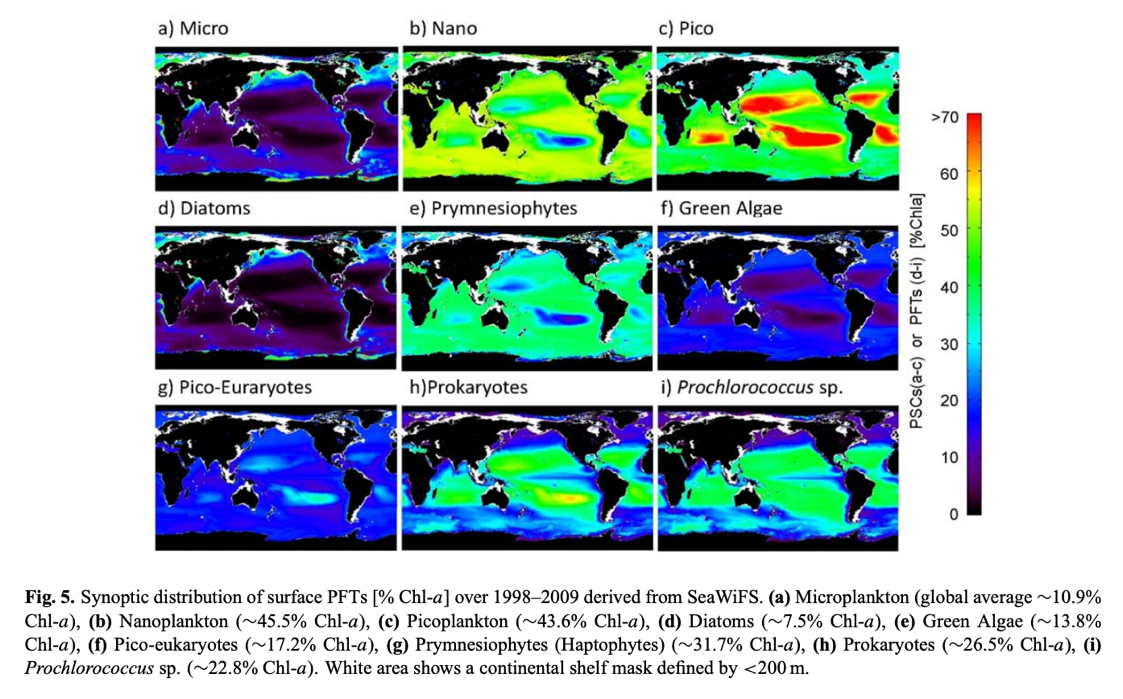 a) Micro
b) Nano
c) Pico
d) Diatoms
e) Prymnesiophytes
f) Green Algae
g) Pico-Euraryotes
h)Prokaryotes
i) Prochlorococcus sp.
>70
60
50
40
30
20
10
0
PSCs(a-c) or PFTs (d-i) [%Chla]
Fig. 5. Synoptic distribution of surface PFTs [% Chl-a] over 1998–2009 derived from SeaWiFS. (a) Microplankton (global average ∼10.9%
Chl-a), (b) Nanoplankton (∼45.5% Chl-a), (c) Picoplankton (∼43.6% Chl-a), (d) Diatoms (∼7.5% Chl-a), (e) Green Algae (∼13.8%
Chl-a), (f) Pico-eukaryotes (∼17.2% Chl-a), (g) Prymnesiophytes (Haptophytes) (∼31.7% Chl-a), (h) Prokaryotes (∼26.5% Chl-a), (i)
Prochlorococcus sp. (∼22.8% Chl-a). White area shows a continental shelf mask defined by <200 m.